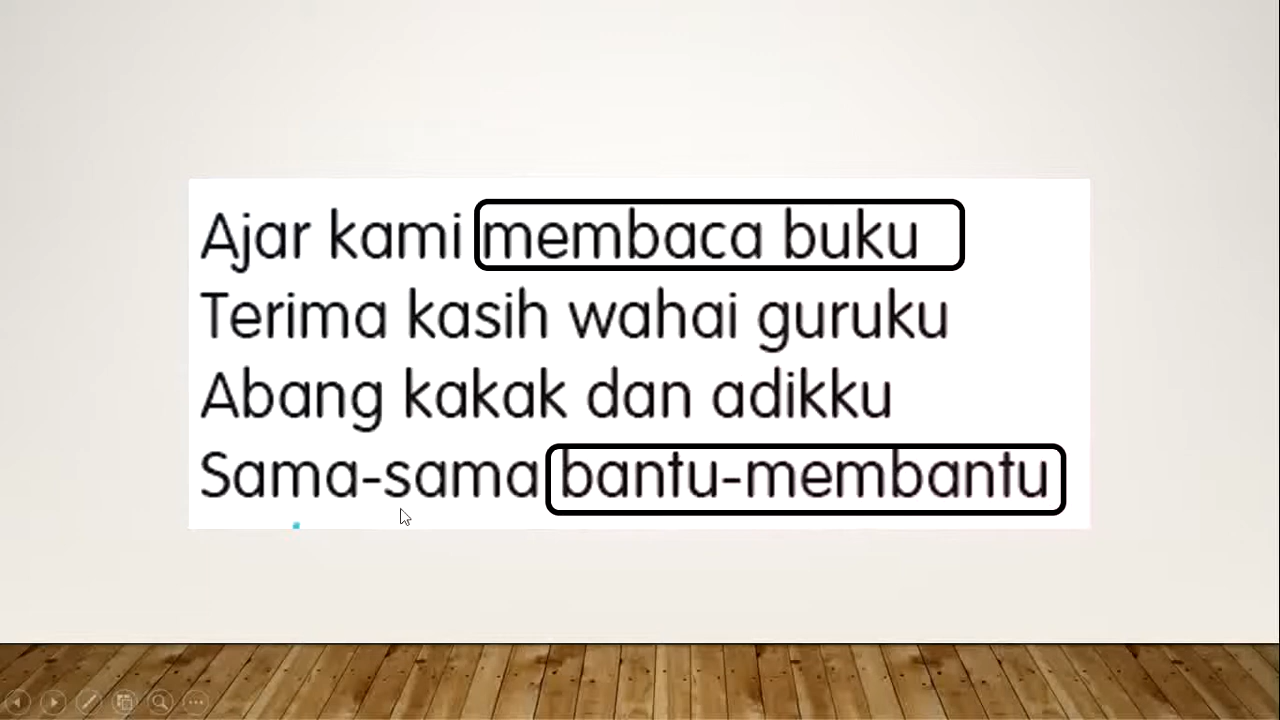 Ajar kami membaca buku
Terima kasih wahai guruku
Abang kakak dan adikku
Sama-sama bantu-membantu